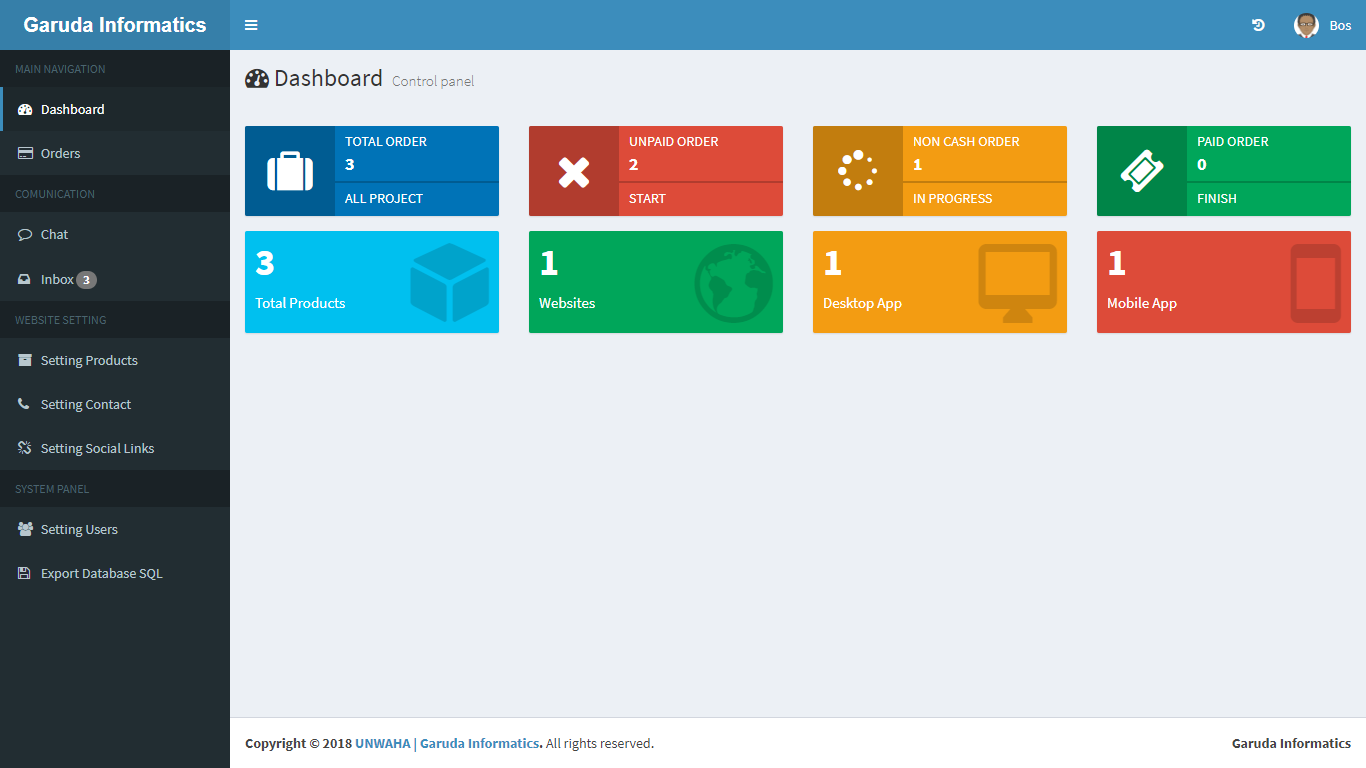 Garuda Informatics
Bos
MAIN NAVIGATION
Dashboard
Orders
COMUNICATION
Chat
Inbox 3
WEBSITE SETTING
Setting Products
Setting Contact
Setting Social Links
SYSTEM PANEL
Setting Users
Export Database SQL
Dashboard Control panel
TOTAL ORDER
3
ALL PROJECT
UNPAID ORDER
2
START
NON CASH ORDER
1
IN PROGRESS
PAID ORDER
0
FINISH
3
Total Products
1
Websites
1
Desktop App
1
Mobile App
Copyright © 2018 UNWAHA | Garuda Informatics. All rights reserved.
Garuda Informatics